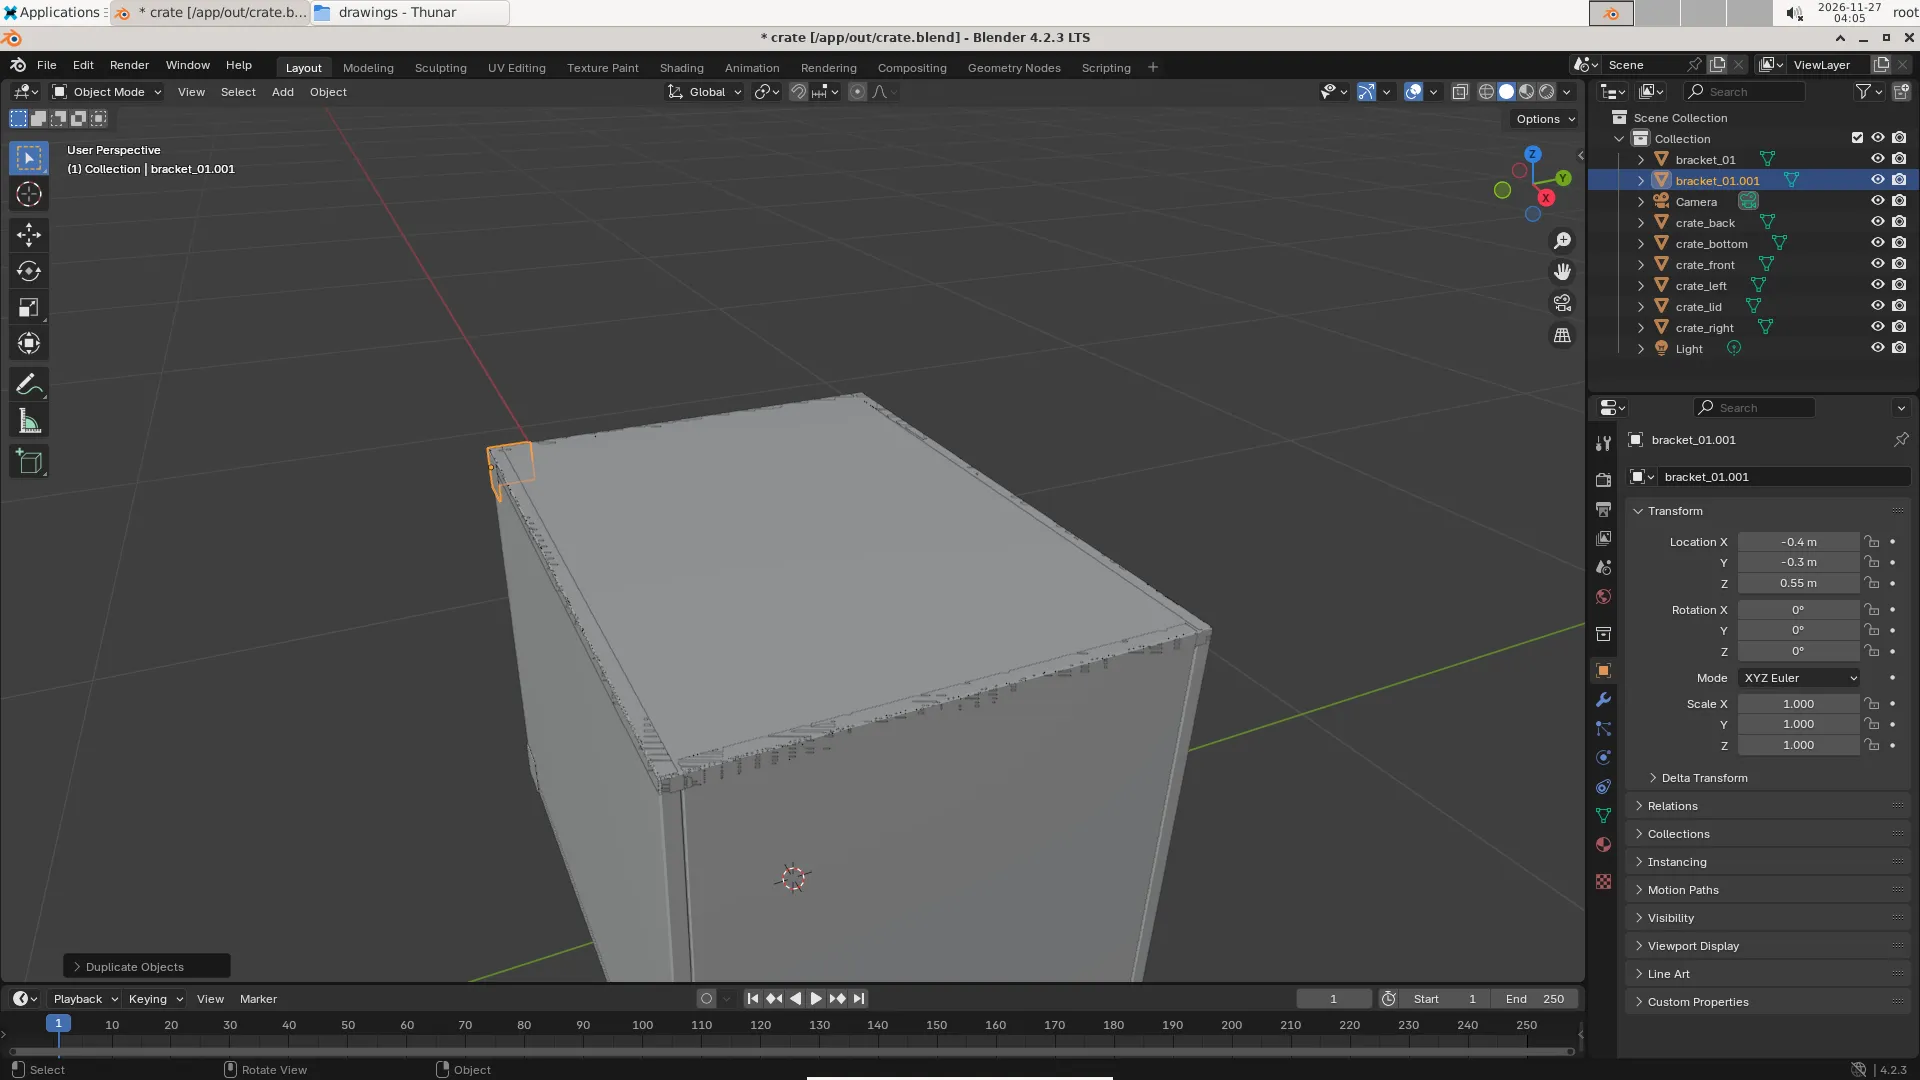 Applications
* crate [/app/out/crate.b...
drawings - Thunar
2026-11-27
04:05
root
* crate [/app/out/crate.blend] - Blender 4.2.3 LTS
File Edit Render Window Help
Layout Modeling Sculpting UV Editing Texture Paint Shading Animation Rendering Compositing Geometry Nodes Scripting
Scene
ViewLayer
Object Mode
View Select Add Object
Global
Search
Options
User Perspective
(1) Collection | bracket_01.001
Z
Y
X
Scene Collection
Collection
bracket_01
bracket_01.001
Camera
crate_back
crate_bottom
crate_front
crate_left
crate_lid
crate_right
Light
Search
bracket_01.001
bracket_01.001
Transform
Location X -0.4 m
Y -0.3 m
Z 0.55 m
Rotation X 0°
Y 0°
Z 0°
Mode XYZ Euler
Scale X 1.000
Y 1.000
Z 1.000
Delta Transform
Relations
Collections
Instancing
Motion Paths
Visibility
Viewport Display
Line Art
Custom Properties
Duplicate Objects
Playback Keying View Marker
1
Start 1
End 250
1 10 20 30 40 50 60 70 80 90 100 110 120 130 140 150 160 170 180 190 200 210 220 230 240 250
Select
Rotate View
Object
4.2.3